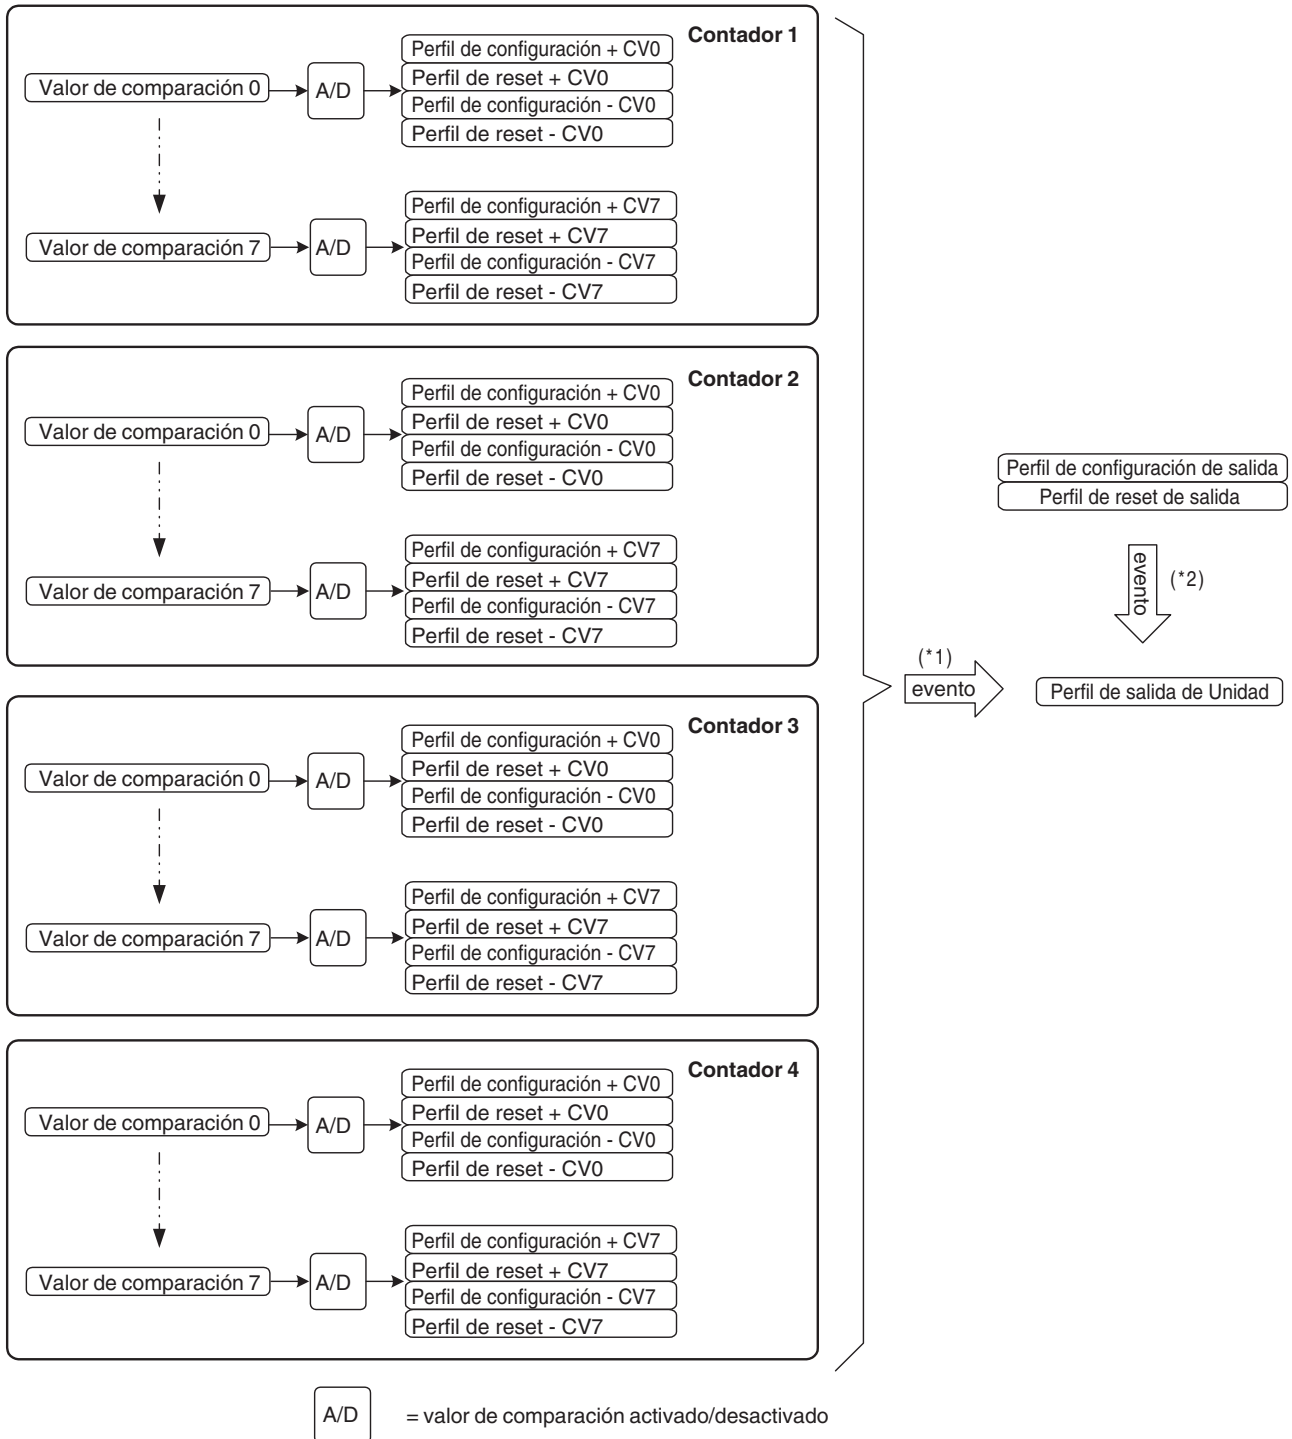 Contador 1
Perfil de configuración + CV0
Perfil de reset + CV0
Perfil de configuración - CV0
Perfil de reset - CV0
Valor de comparación 0
A/D
Perfil de configuración + CV7
Perfil de reset + CV7
Perfil de configuración - CV7
Perfil de reset - CV7
Valor de comparación 7
A/D
Contador 2
Perfil de configuración + CV0
Perfil de reset + CV0
Perfil de configuración - CV0
Perfil de reset - CV0
Valor de comparación 0
A/D
Perfil de configuración + CV7
Perfil de reset + CV7
Perfil de configuración - CV7
Perfil de reset - CV7
Valor de comparación 7
A/D
Contador 3
Perfil de configuración + CV0
Perfil de reset + CV0
Perfil de configuración - CV0
Perfil de reset - CV0
Valor de comparación 0
A/D
Perfil de configuración + CV7
Perfil de reset + CV7
Perfil de configuración - CV7
Perfil de reset - CV7
Valor de comparación 7
A/D
Contador 4
Perfil de configuración + CV0
Perfil de reset + CV0
Perfil de configuración - CV0
Perfil de reset - CV0
Valor de comparación 0
A/D
Perfil de configuración + CV7
Perfil de reset + CV7
Perfil de configuración - CV7
Perfil de reset - CV7
Valor de comparación 7
A/D
Perfil de configuración de salida
Perfil de reset de salida
evento
(*2)
(*1)
evento
Perfil de salida de Unidad
A/D = valor de comparación activado/desactivado